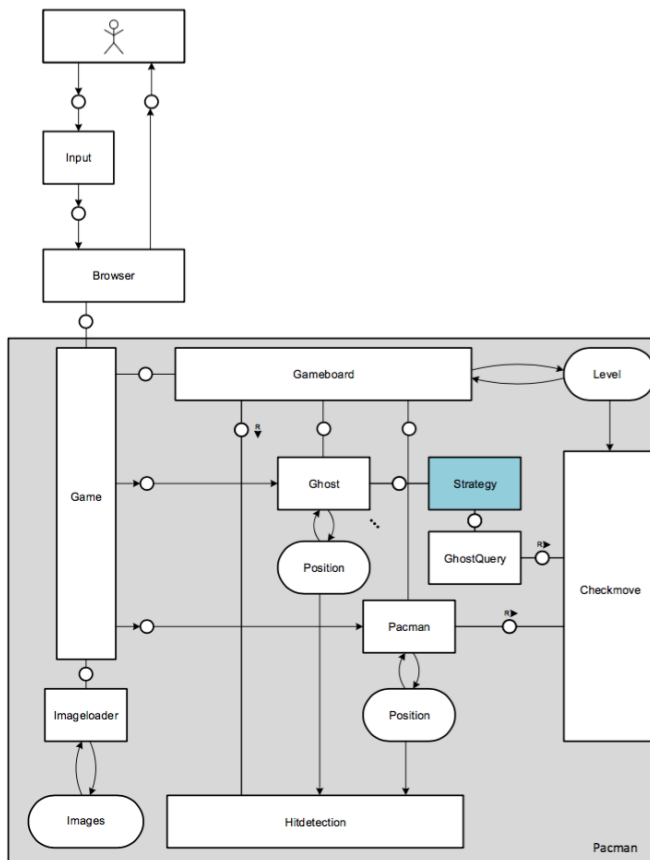 Input
Browser
Gameboard
Level
R
Game
Ghost
Strategy
GhostQuery
R
Position
Checkmove
Pacman
R
Imageloader
Position
Images
Hitdetection
Pacman